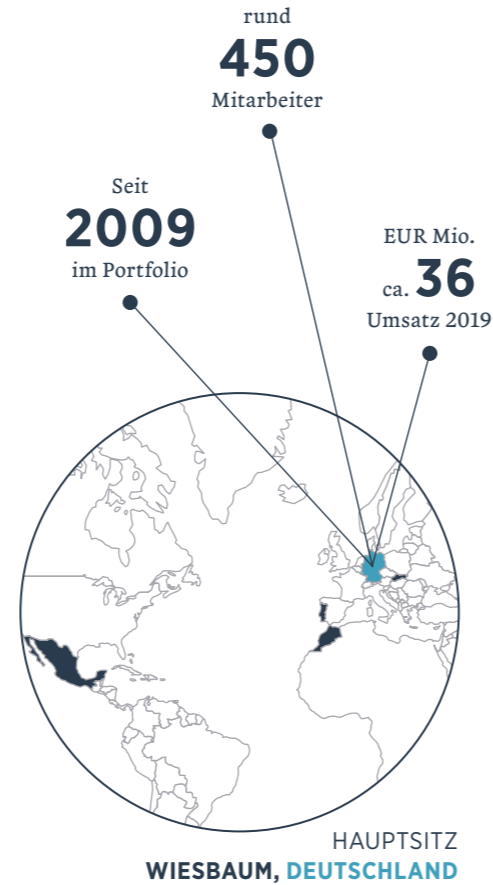 rund
450
Mitarbeiter
Seit
2009
im Portfolio
EUR Mio.
ca. 36
Umsatz 2019
HAUPTSITZ
WIESBAUM, DEUTSCHLAND